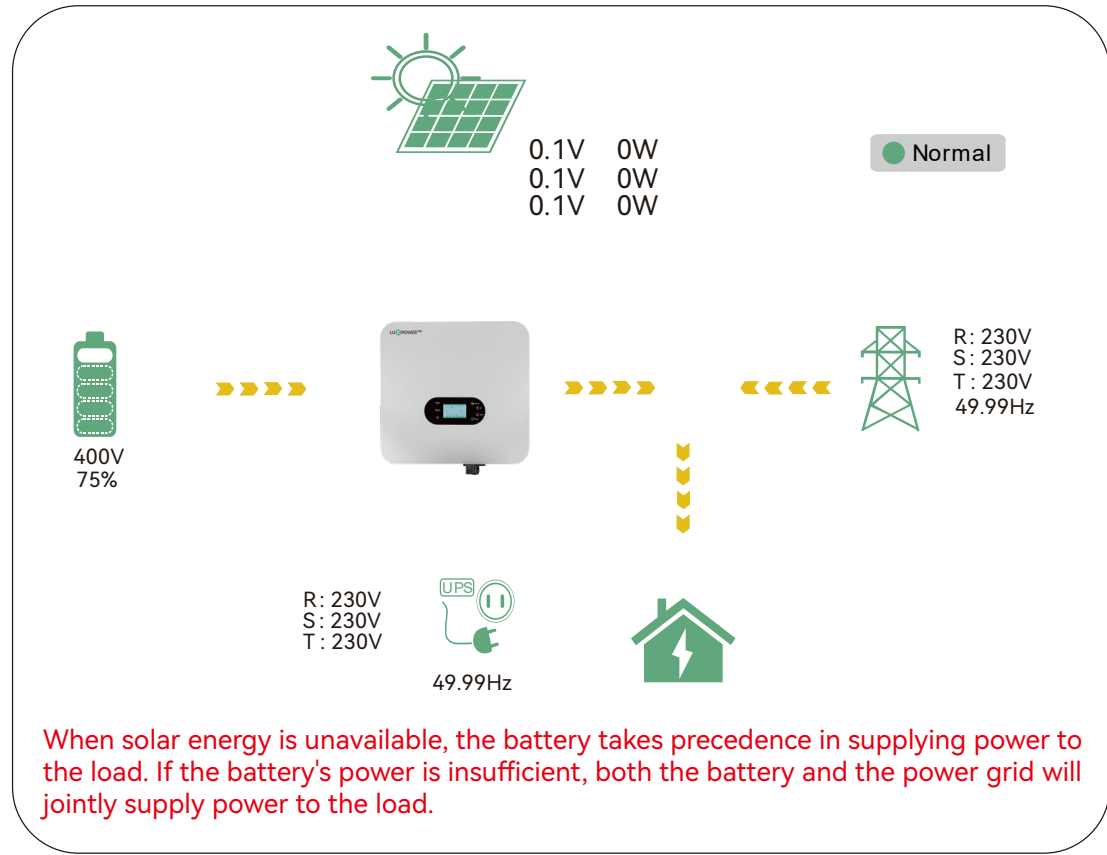 0.1V 0W
0.1V 0W
0.1V 0W
Normal
LUXPOWER
R: 230V
S: 230V
T: 230V
49.99Hz
400V
75%
R: 230V
S: 230V
T: 230V
UPS
49.99Hz
When solar energy is unavailable, the battery takes precedence in supplying power to
the load. If the battery's power is insufficient, both the battery and the power grid will
jointly supply power to the load.